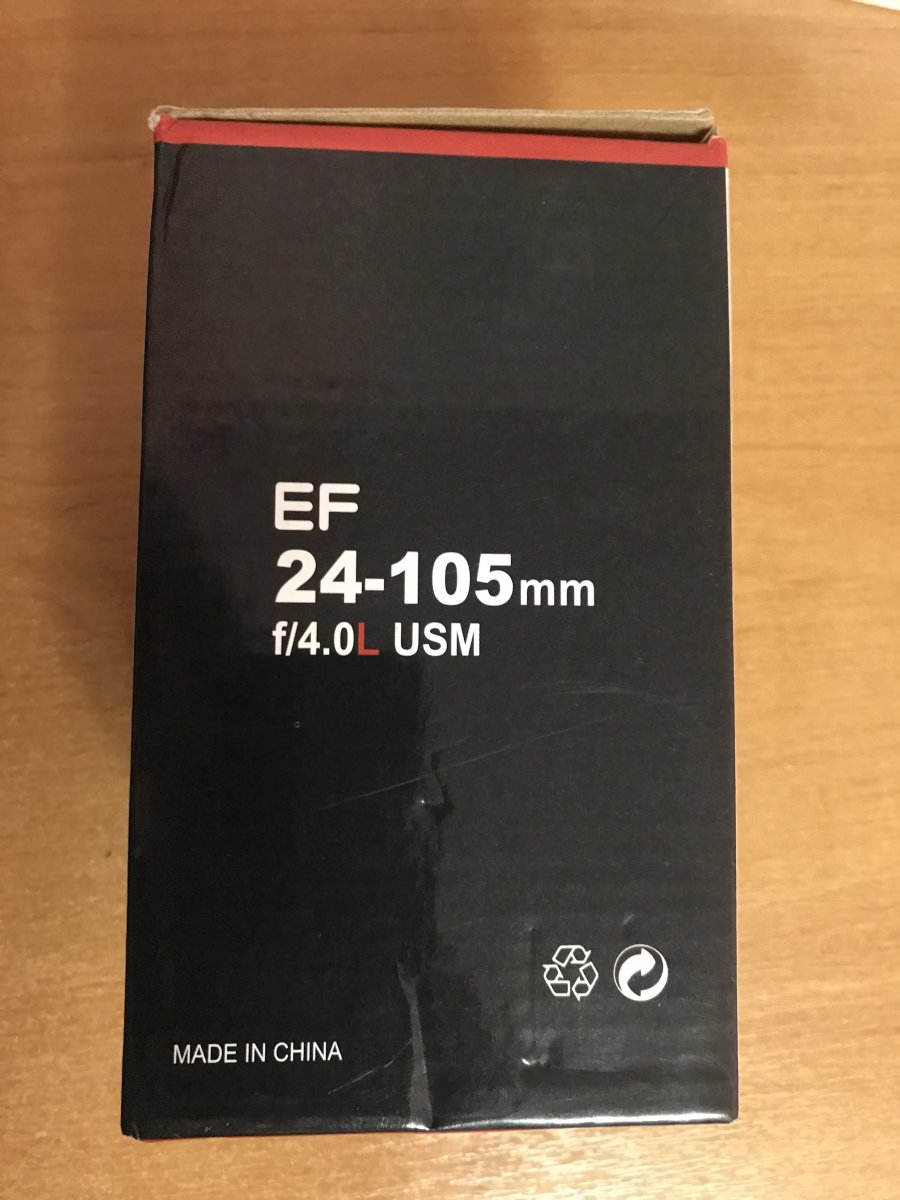 EF
24-105mm
f/4.0L USM
MADE IN CHINA